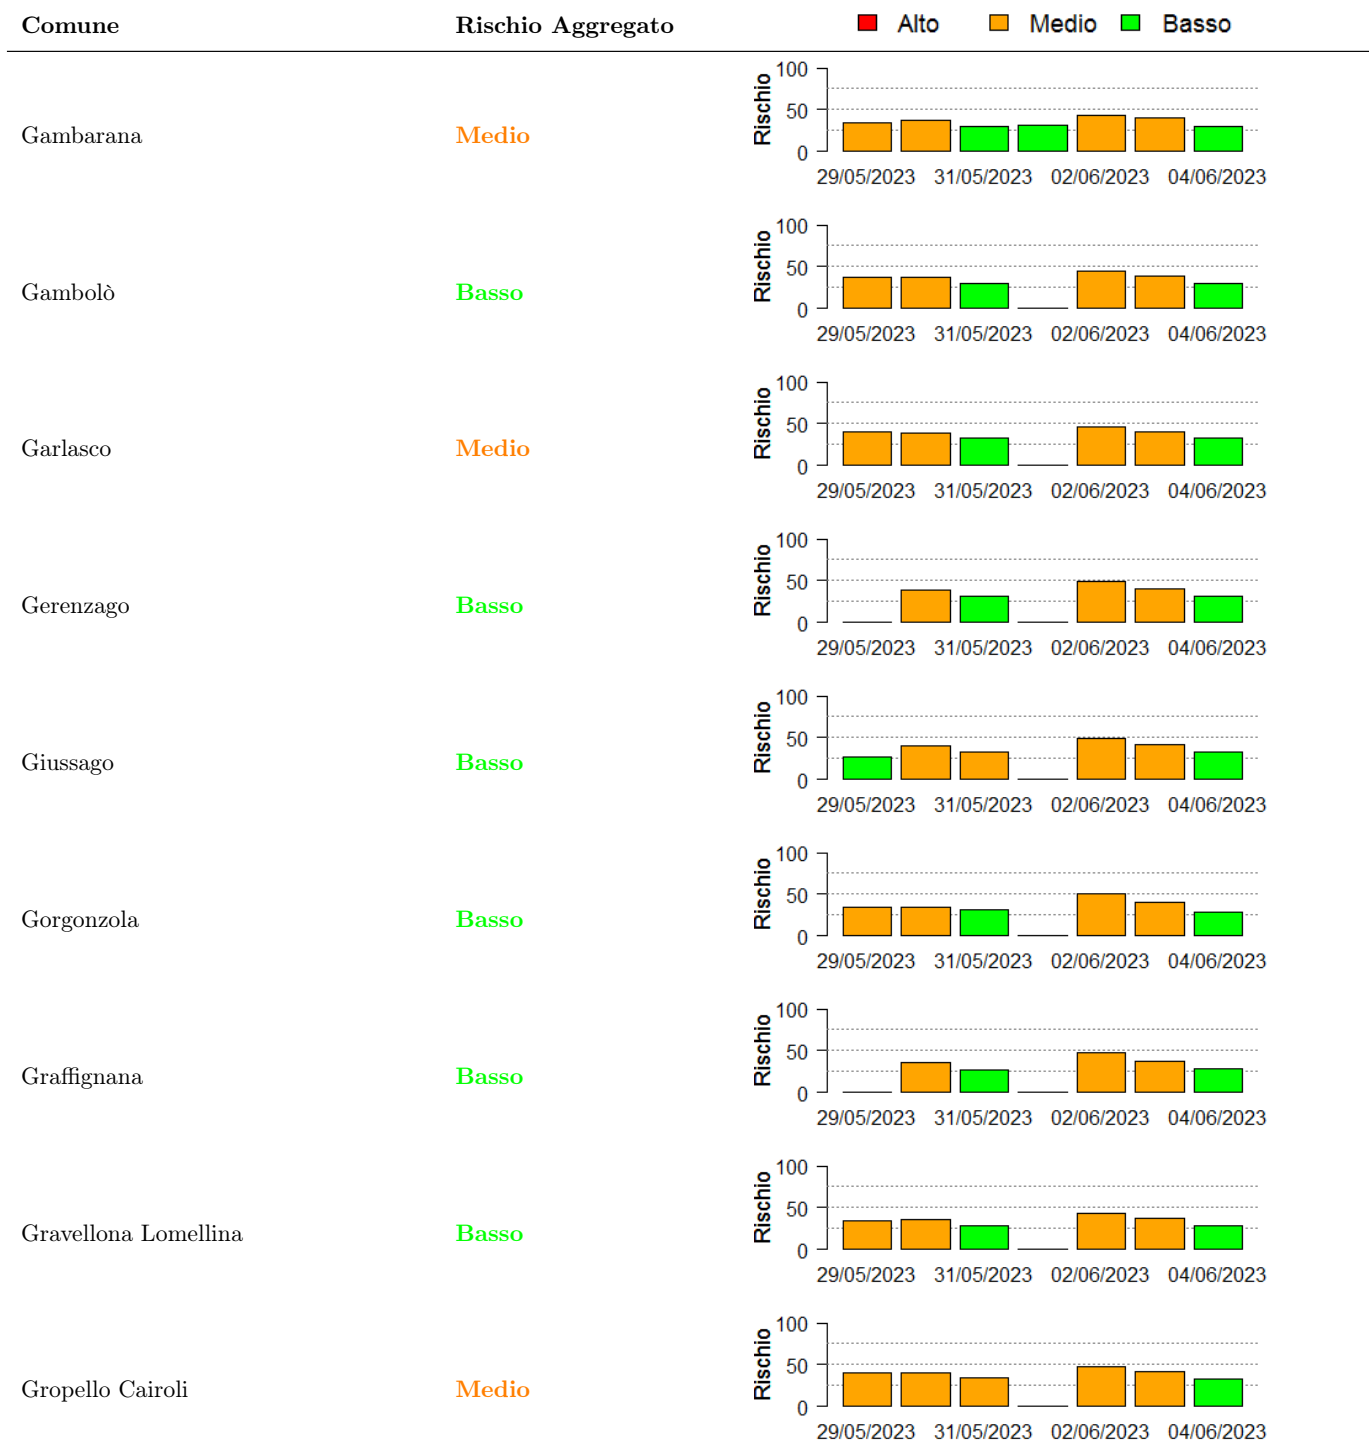 Comune Rischio Aggregato Alto Medio Basso
Gambarana Medio
Rischio
100
50
0
29/05/2023 31/05/2023 02/06/2023 04/06/2023
Gambolò Basso
Rischio
100
50
0
29/05/2023 31/05/2023 02/06/2023 04/06/2023
Garlasco Medio
Rischio
100
50
0
29/05/2023 31/05/2023 02/06/2023 04/06/2023
Gerenzago Basso
Rischio
100
50
0
29/05/2023 31/05/2023 02/06/2023 04/06/2023
Giussago Basso
Rischio
100
50
0
29/05/2023 31/05/2023 02/06/2023 04/06/2023
Gorgonzola Basso
Rischio
100
50
0
29/05/2023 31/05/2023 02/06/2023 04/06/2023
Graffignana Basso
Rischio
100
50
0
29/05/2023 31/05/2023 02/06/2023 04/06/2023
Gravellona Lomellina Basso
Rischio
100
50
0
29/05/2023 31/05/2023 02/06/2023 04/06/2023
Gropello Cairoli Medio
Rischio
100
50
0
29/05/2023 31/05/2023 02/06/2023 04/06/2023